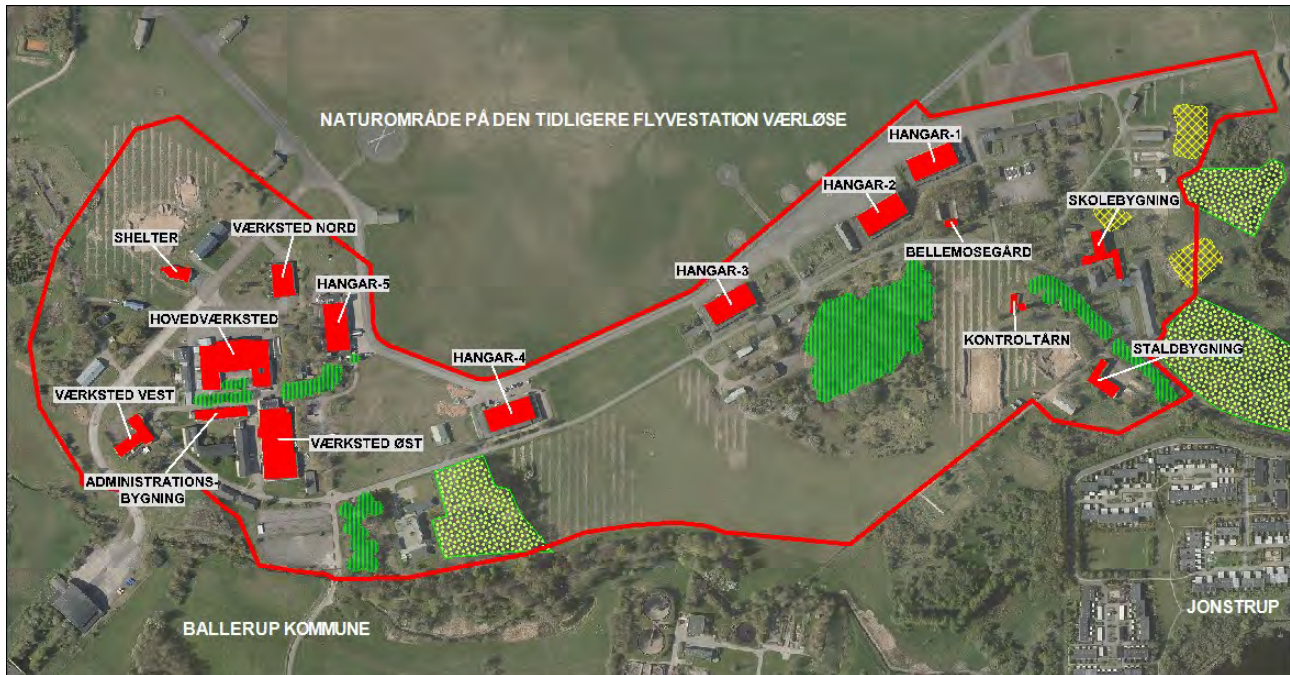 NATUROMRÅDE PÅ DEN TIDLIGERE FLYVESTATION VÆRLØSE
HANGAR-1
HANGAR-2
SKOLEBYGNING
SHELTER
VÆRKSTED NORD
BELLEMOSEGÅRD
HANGAR-3
HANGAR-5
HOVEDVÆRKSTED
KONTROLTÅRN
STALDBYGNING
HANGAR-4
VÆRKSTED VEST
VÆRKSTED ØST
ADMINISTRATIONS-
BYGNING
JONSTRUP
BALLERUP KOMMUNE